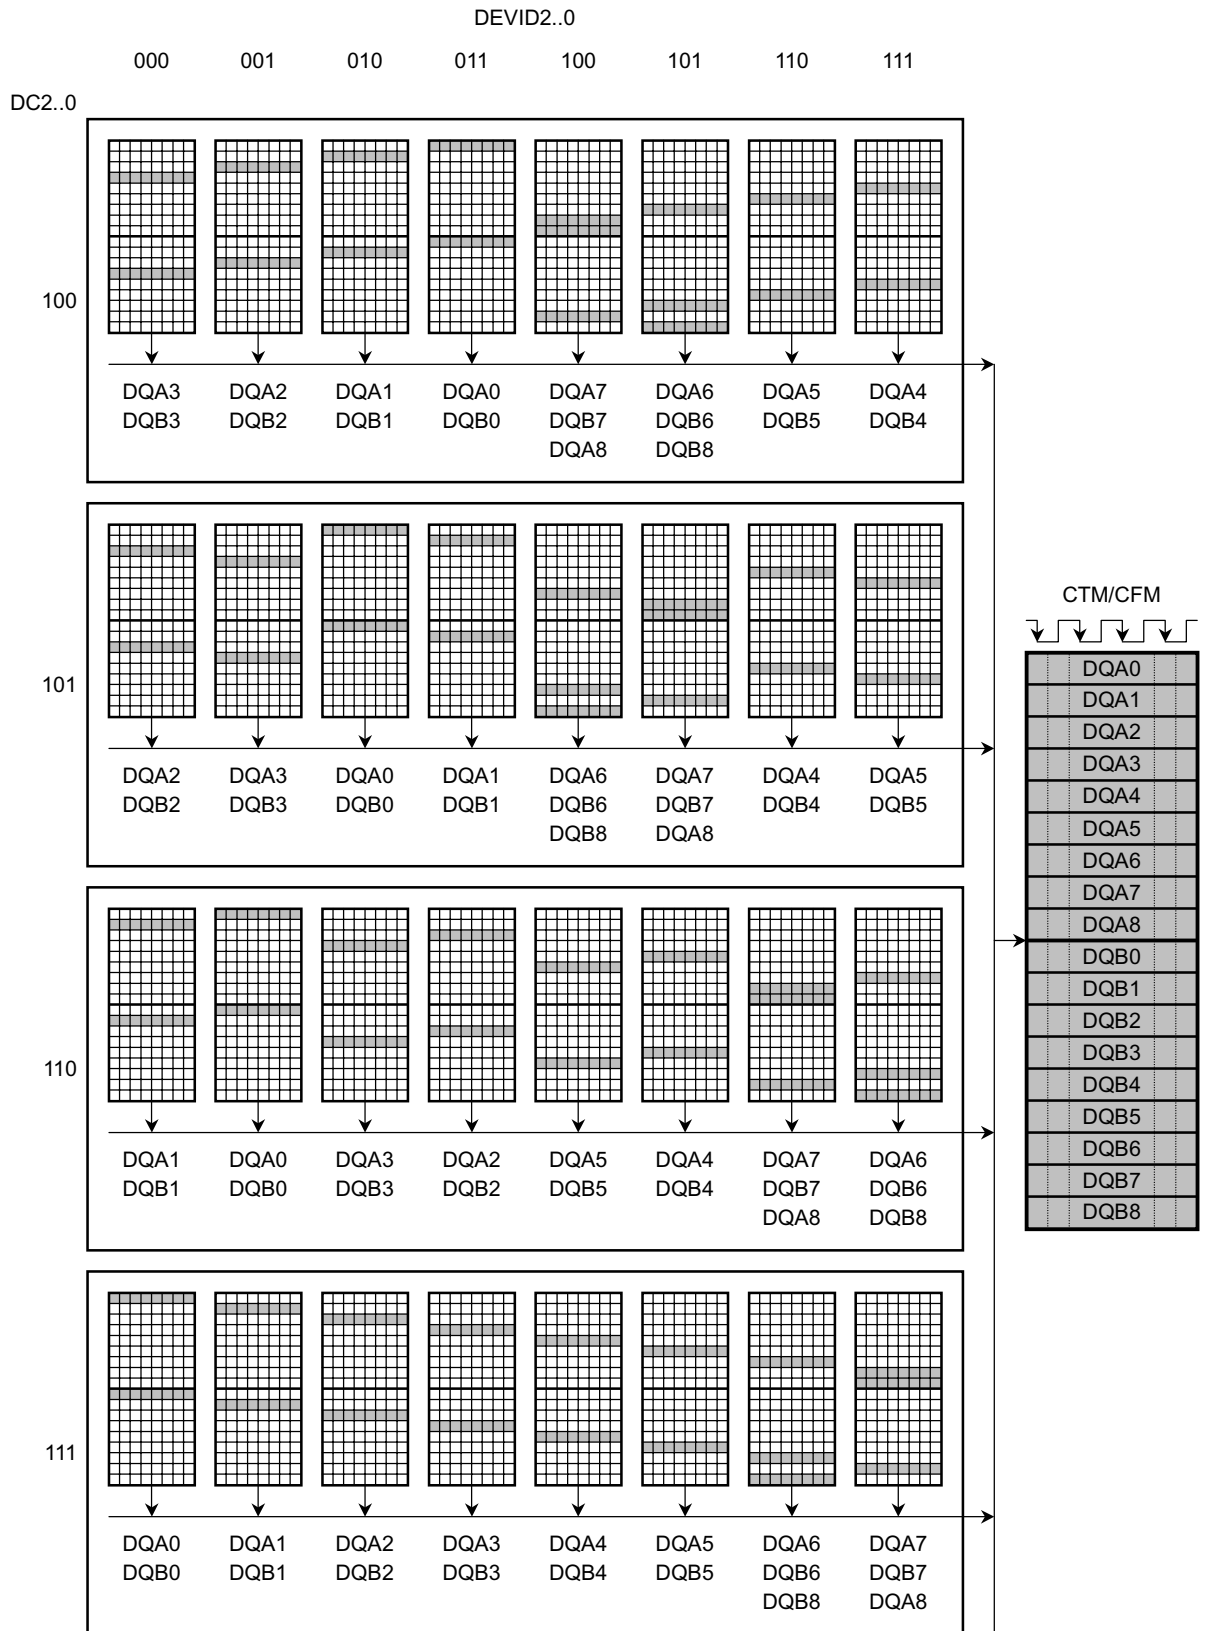 DEVID2..0
000 001 010 011 100 101 110 111
DC2..0
100
DQA3 DQA2 DQA1 DQA0 DQA7 DQA6 DQA5 DQA4
DQB3 DQB2 DQB1 DQB0 DQB7 DQB6 DQB5 DQB4
DQA8 DQB8
101
DQA2 DQA3 DQA0 DQA1 DQA6 DQA7 DQA4 DQA5
DQB2 DQB3 DQB0 DQB1 DQB6 DQB7 DQB4 DQB5
DQB8 DQA8
110
DQA1 DQA0 DQA3 DQA2 DQA5 DQA4 DQA7 DQA6
DQB1 DQB0 DQB3 DQB2 DQB5 DQB4 DQB7 DQB6
DQA8 DQB8
111
DQA0 DQA1 DQA2 DQA3 DQA4 DQA5 DQA6 DQA7
DQB0 DQB1 DQB2 DQB3 DQB4 DQB5 DQB6 DQB7
DQB8 DQA8
CTM/CFM
DQA0
DQA1
DQA2
DQA3
DQA4
DQA5
DQA6
DQA7
DQA8
DQB0
DQB1
DQB2
DQB3
DQB4
DQB5
DQB6
DQB7
DQB8